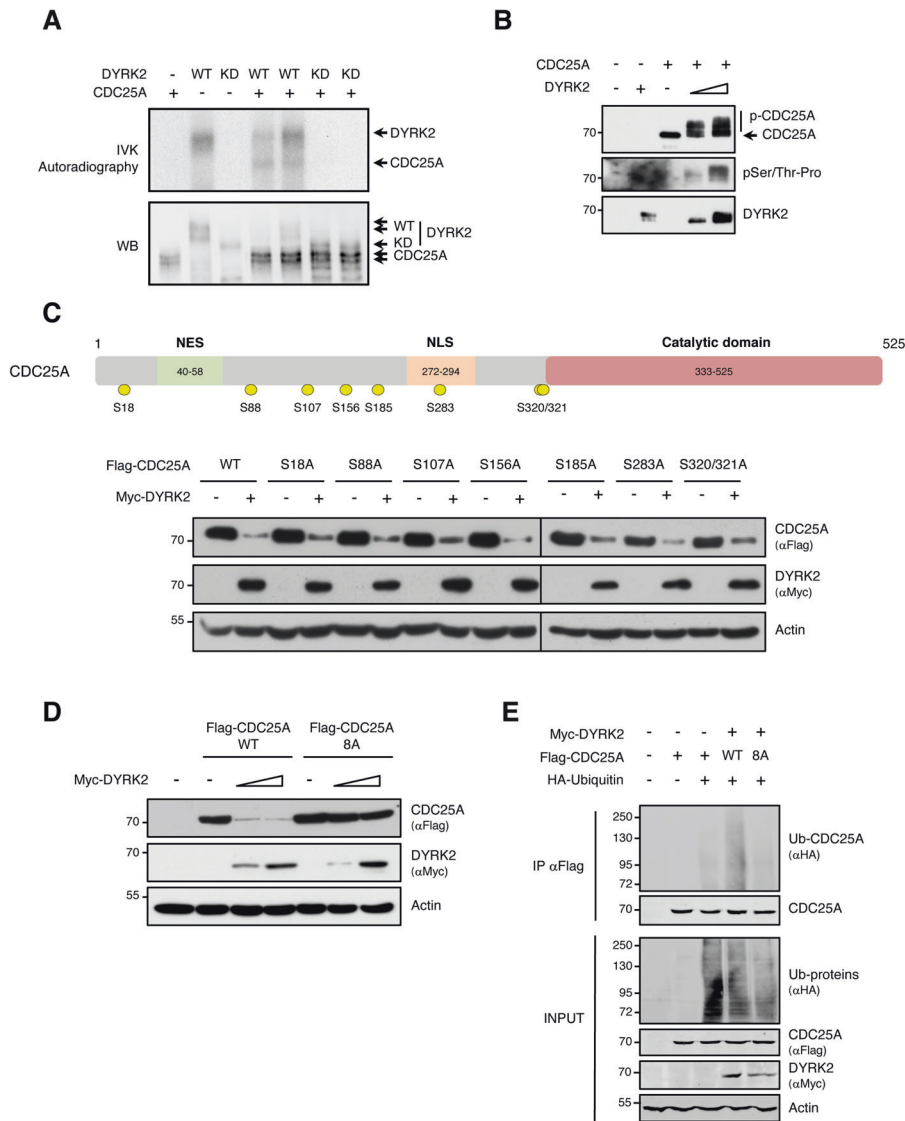 A
DYRK2 - WT KD WT WT KD KD
CDC25A + - - + + + +
IVK
Autoradiography
DYRK2
CDC25A
WB
WT
KD
DYRK2
CDC25A
B
CDC25A - - + + +
DYRK2 - + -
70
p-CDC25A
CDC25A
70
pSer/Thr-Pro
70
DYRK2
C
1 NES NLS Catalytic domain 525
CDC25A 40-58 272-294 333-525
S18 S88 S107 S156 S185 S283 S320/321
Flag-CDC25A WT S18A S88A S107A S156A S185A S283A S320/321A
Myc-DYRK2 - + - + - + - + - + - + - + - +
70
CDC25A
(αFlag)
70
DYRK2
(αMyc)
55
Actin
D
Flag-CDC25A Flag-CDC25A
WT 8A
Myc-DYRK2 - - -
70
CDC25A
(αFlag)
70
DYRK2
(αMyc)
55
Actin
E
Myc-DYRK2 - - - + +
Flag-CDC25A - + + WT 8A
HA-Ubiquitin - - + + +
IP αFlag
250
130
95
72
Ub-CDC25A
(αHA)
70
CDC25A
INPUT
250
130
95
72
Ub-proteins
(αHA)
70
CDC25A
(αFlag)
70
DYRK2
(αMyc)
55
Actin